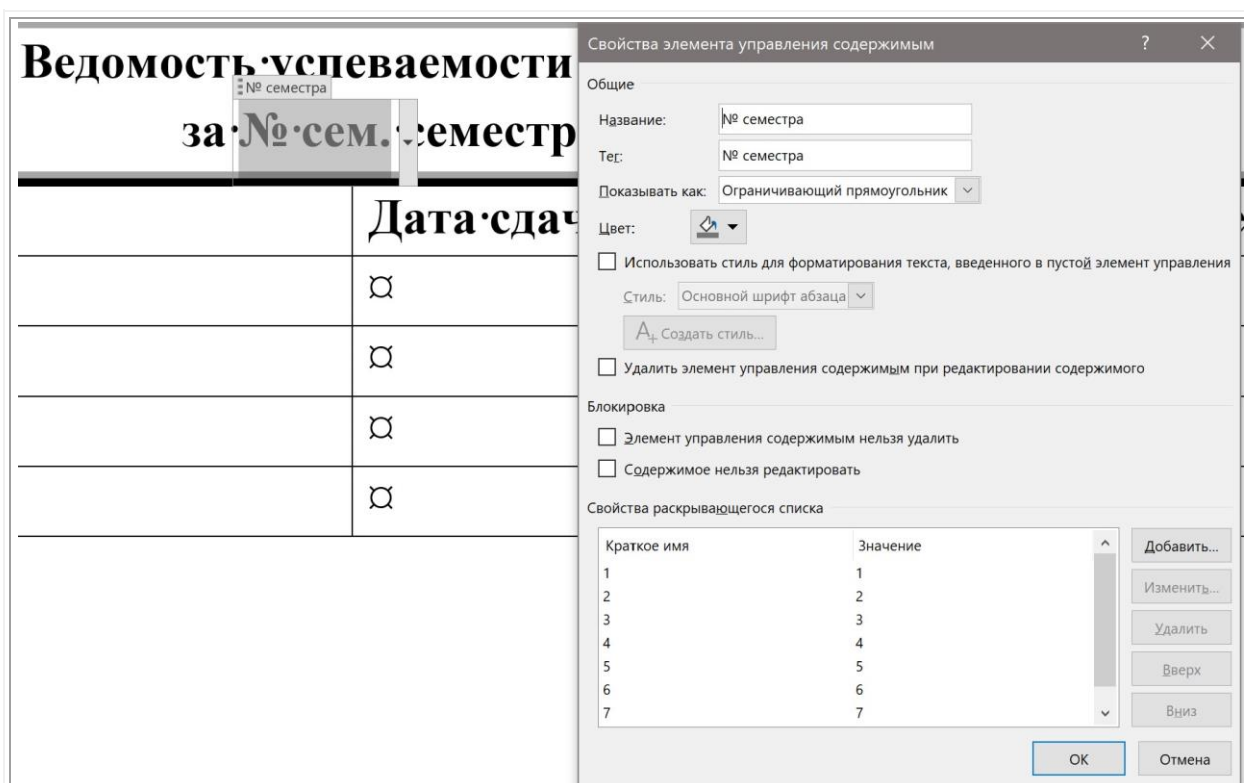 Ведомость·успеваемости
№ семестра
за·№·сем.·семестр
Дата·сдач
¤
¤
¤
¤
Свойства элемента управления содержимым
Общие
Название: № семестра
Тег: № семестра
Показывать как: Ограничивающий прямоугольник
Цвет:
Использовать стиль для форматирования текста, введенного в пустой элемент управления
Стиль: Основной шрифт абзаца
Создать стиль...
Удалить элемент управления содержимым при редактировании содержимого
Блокировка
Элемент управления содержимым нельзя удалить
Содержимое нельзя редактировать
Свойства раскрывающегося списка
Краткое имя Значение
1 1
2 2
3 3
4 4
5 5
6 6
7 7
Добавить...
Изменить...
Удалить
Вверх
Вниз
ОК Отмена